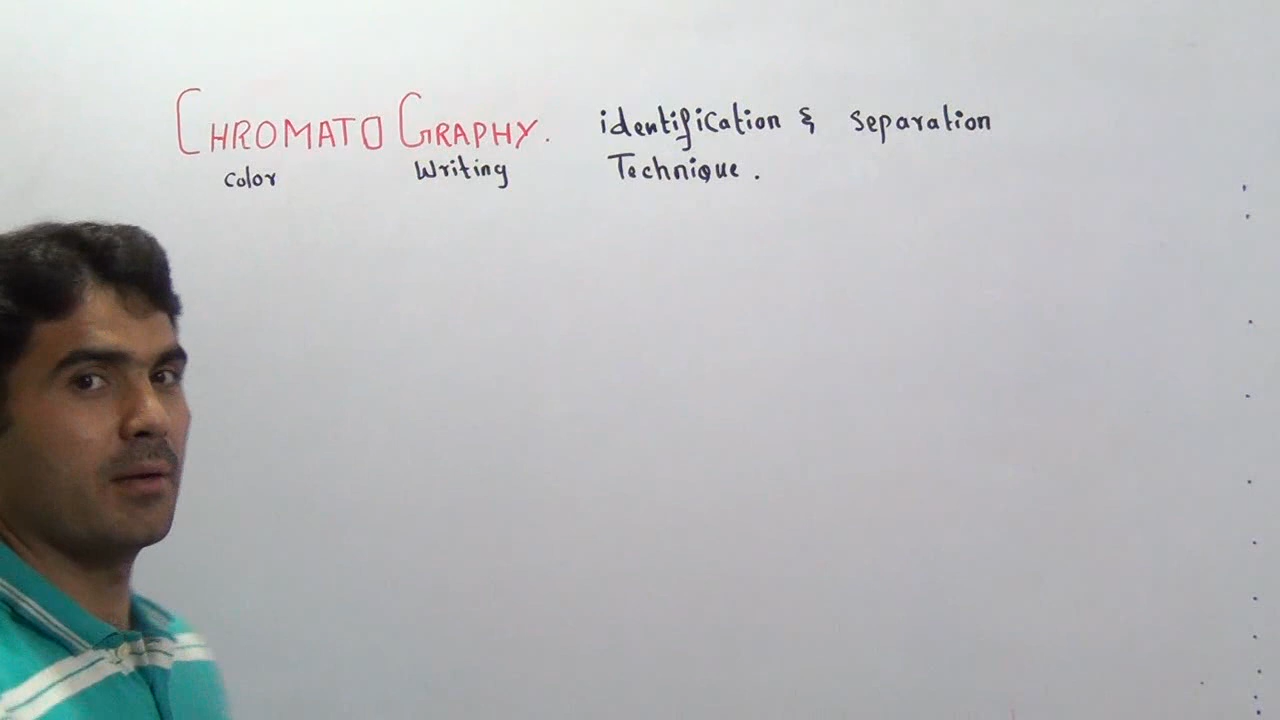 CHROMATO GRAPHY. identification & separation
color Writing Technique.